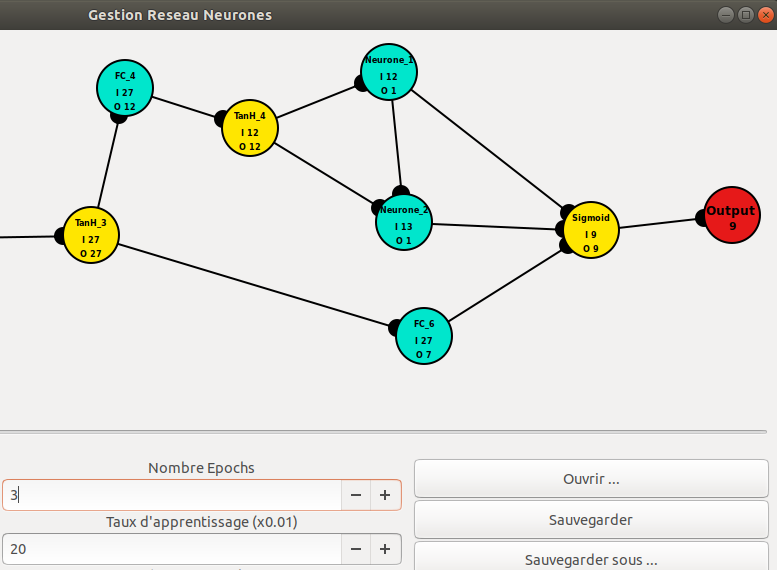 Gestion Reseau Neurones
Neurone_1
I 12
O 1
FC_4
I 27
O 12
TanH_4
I 12
O 12
TanH_3
I 27
O 27
Neurone_2
I 13
O 1
Sigmoid
I 9
O 9
Output
9
FC_6
I 27
O 7
Nombre Epochs
3
Taux d'apprentissage (x0.01)
20
Ouvrir ...
Sauvegarder
Sauvegarder sous ...